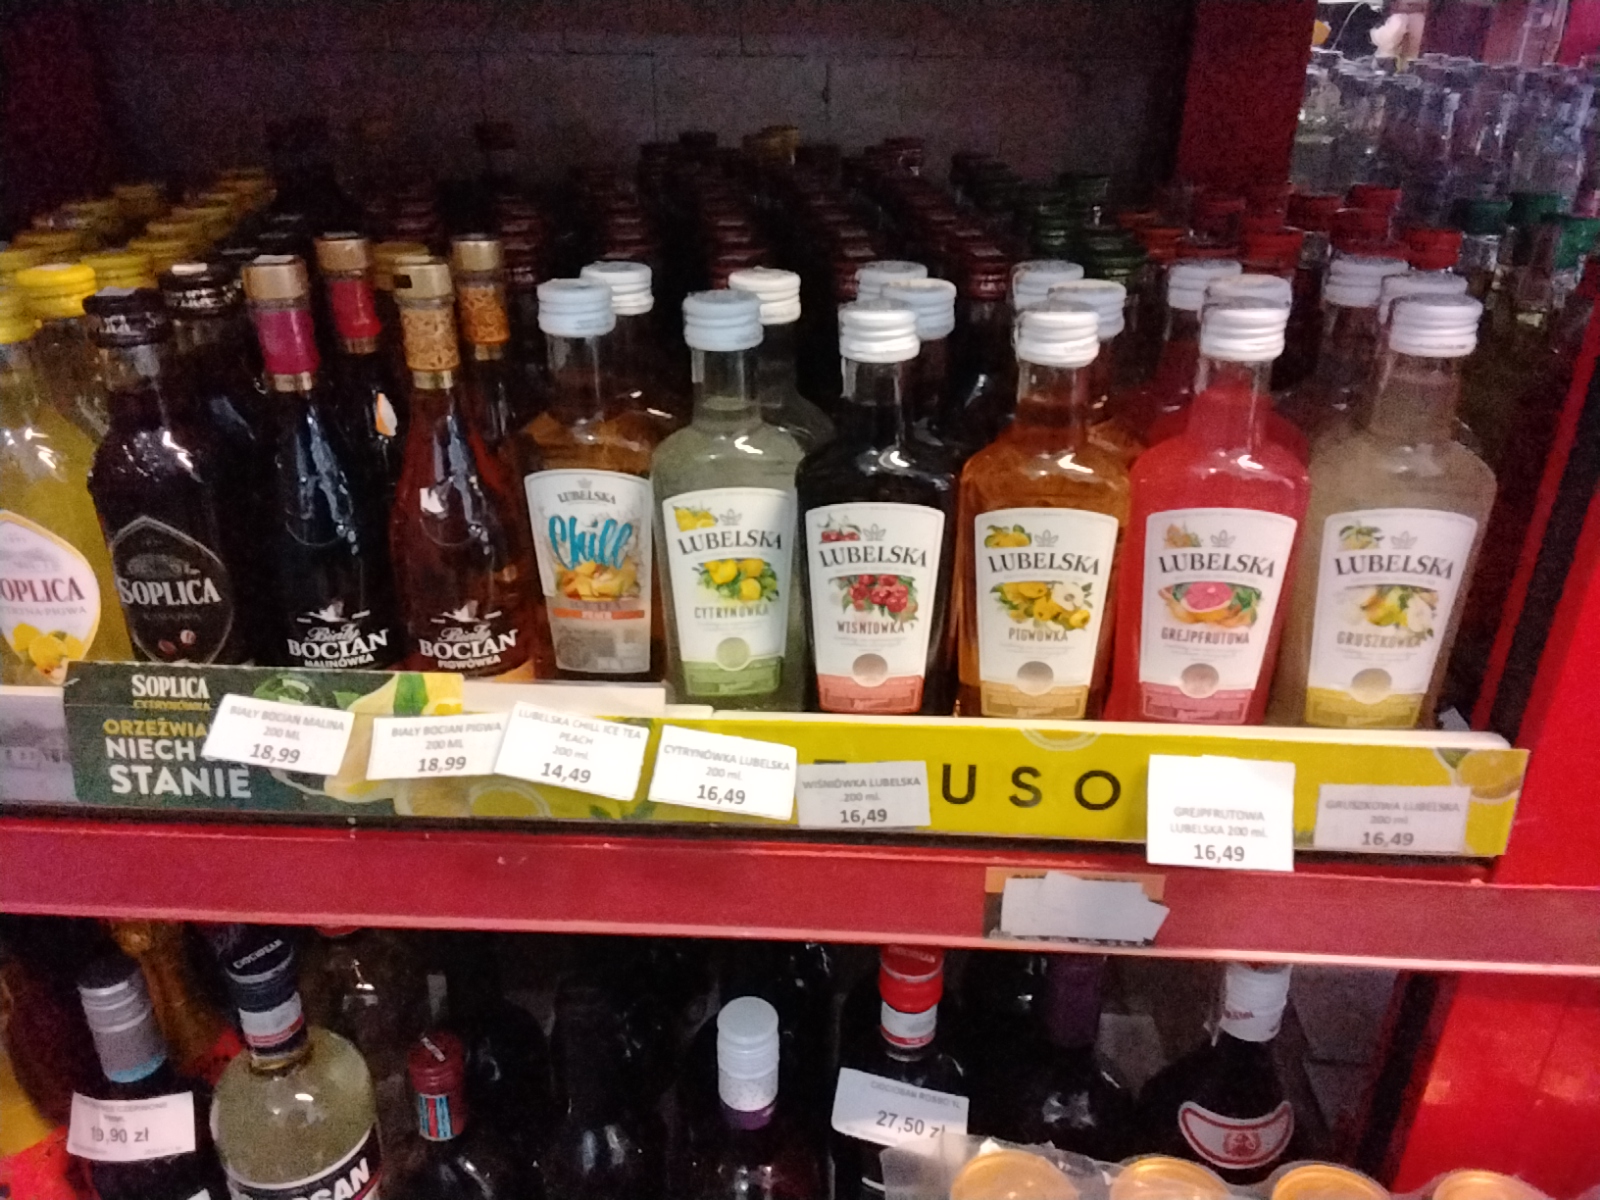 SOPLICA
SOPLICA
Biały
BOCIAN
MALINÓWKA
Biały
BOCIAN
PIGWÓWKA
LUBELSKA
Chill
PEACH
LUBELSKA
CYTRYNÓWKA
LUBELSKA
WIŚNIÓWKA
LUBELSKA
PIGWÓWKA
LUBELSKA
GREJPFRUTOWA
LUBELSKA
GRUSZKÓWKA
SOPLICA
CYTRYNÓWKA
NIECH
STANIE
BIAŁY BOCIAN MALINA
200 ML
18,99
BIAŁY BOCIAN PIGWA
200 ML
18,99
LUBELSKA CHILL ICE TEA
PEACH
200 ml.
14,49
CYTRYNÓWKA LUBELSKA
200 ml.
16,49
WIŚNIÓWKA LUBELSKA
200 ml.
16,49
USO
GREJPFRUTOWA
LUBELSKA 200 ml.
16,49
GRUSZKOWA LUBELSKA
200 ml.
16,49
19,90 zł
CIOCIOSAN ROSSO 1L
27,50 zł